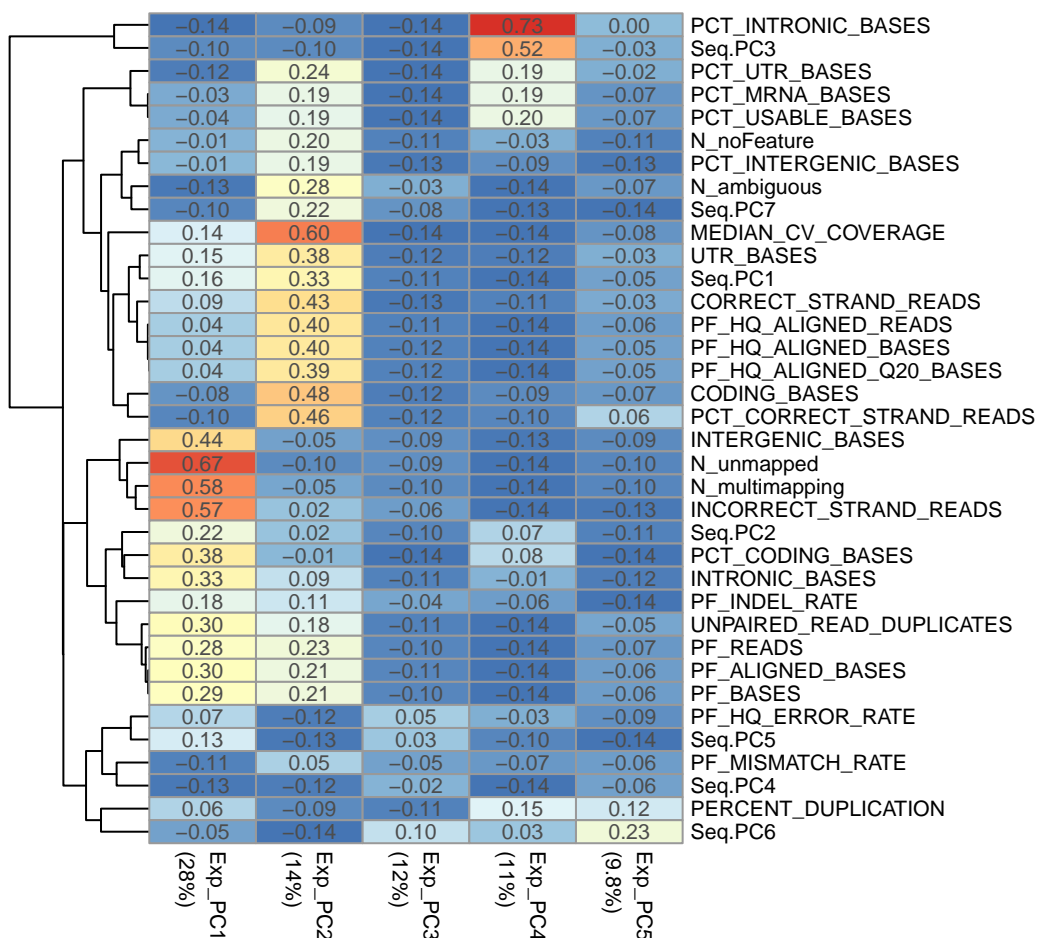 −0.14 −0.09 −0.14 0.73 0.00 PCT_INTRONIC_BASES
−0.10 −0.10 −0.14 0.52 −0.03 Seq.PC3
−0.12 0.24 −0.14 0.19 −0.02 PCT_UTR_BASES
−0.03 0.19 −0.14 0.19 −0.07 PCT_MRNA_BASES
−0.04 0.19 −0.14 0.20 −0.07 PCT_USABLE_BASES
−0.01 0.20 −0.11 −0.03 −0.11 N_noFeature
−0.01 0.19 −0.13 −0.09 −0.13 PCT_INTERGENIC_BASES
−0.13 0.28 −0.03 −0.14 −0.07 N_ambiguous
−0.10 0.22 −0.08 −0.13 −0.14 Seq.PC7
0.14 0.60 −0.14 −0.14 −0.08 MEDIAN_CV_COVERAGE
0.15 0.38 −0.12 −0.12 −0.03 UTR_BASES
0.16 0.33 −0.11 −0.14 −0.05 Seq.PC1
0.09 0.43 −0.13 −0.11 −0.03 CORRECT_STRAND_READS
0.04 0.40 −0.11 −0.14 −0.06 PF_HQ_ALIGNED_READS
0.04 0.40 −0.12 −0.14 −0.05 PF_HQ_ALIGNED_BASES
0.04 0.39 −0.12 −0.14 −0.05 PF_HQ_ALIGNED_Q20_BASES
−0.08 0.48 −0.12 −0.09 −0.07 CODING_BASES
−0.10 0.46 −0.12 −0.10 0.06 PCT_CORRECT_STRAND_READS
0.44 −0.05 −0.09 −0.13 −0.09 INTERGENIC_BASES
0.67 −0.10 −0.09 −0.14 −0.10 N_unmapped
0.58 −0.05 −0.10 −0.14 −0.10 N_multimapping
0.57 0.02 −0.06 −0.14 −0.13 INCORRECT_STRAND_READS
0.22 0.02 −0.10 0.07 −0.11 Seq.PC2
0.38 −0.01 −0.14 0.08 −0.14 PCT_CODING_BASES
0.33 0.09 −0.11 −0.01 −0.12 INTRONIC_BASES
0.18 0.11 −0.04 −0.06 −0.14 PF_INDEL_RATE
0.30 0.18 −0.11 −0.14 −0.05 UNPAIRED_READ_DUPLICATES
0.28 0.23 −0.10 −0.14 −0.07 PF_READS
0.30 0.21 −0.11 −0.14 −0.06 PF_ALIGNED_BASES
0.29 0.21 −0.10 −0.14 −0.06 PF_BASES
0.07 −0.12 0.05 −0.03 −0.09 PF_HQ_ERROR_RATE
0.13 −0.13 0.03 −0.10 −0.14 Seq.PC5
−0.11 0.05 −0.05 −0.07 −0.06 PF_MISMATCH_RATE
−0.13 −0.12 −0.02 −0.14 −0.06 Seq.PC4
0.06 −0.09 −0.11 0.15 0.12 PERCENT_DUPLICATION
−0.05 −0.14 0.10 0.03 0.23 Seq.PC6
Exp_PC1
(28%)
Exp_PC2
(14%)
Exp_PC3
(12%)
Exp_PC4
(11%)
Exp_PC5
(9.8%)